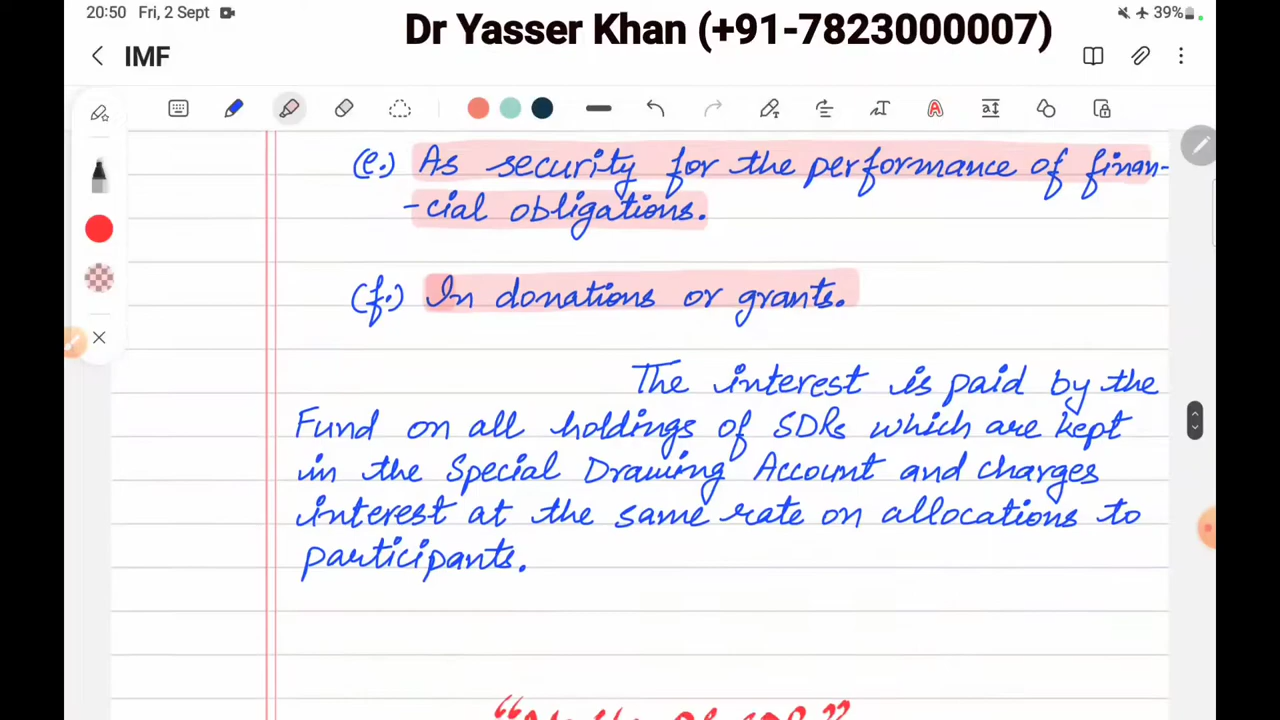 20:50 Fri, 2 Sept
39%
Dr Yasser Khan (+91-7823000007)
IMF
(e.) As security for the performance of finan-
-cial obligations.
(f.) In donations or grants.
The interest is paid by the
Fund on all holdings of SDRs which are kept
in the Special Drawing Account and charges
interest at the same rate on allocations to
participants.